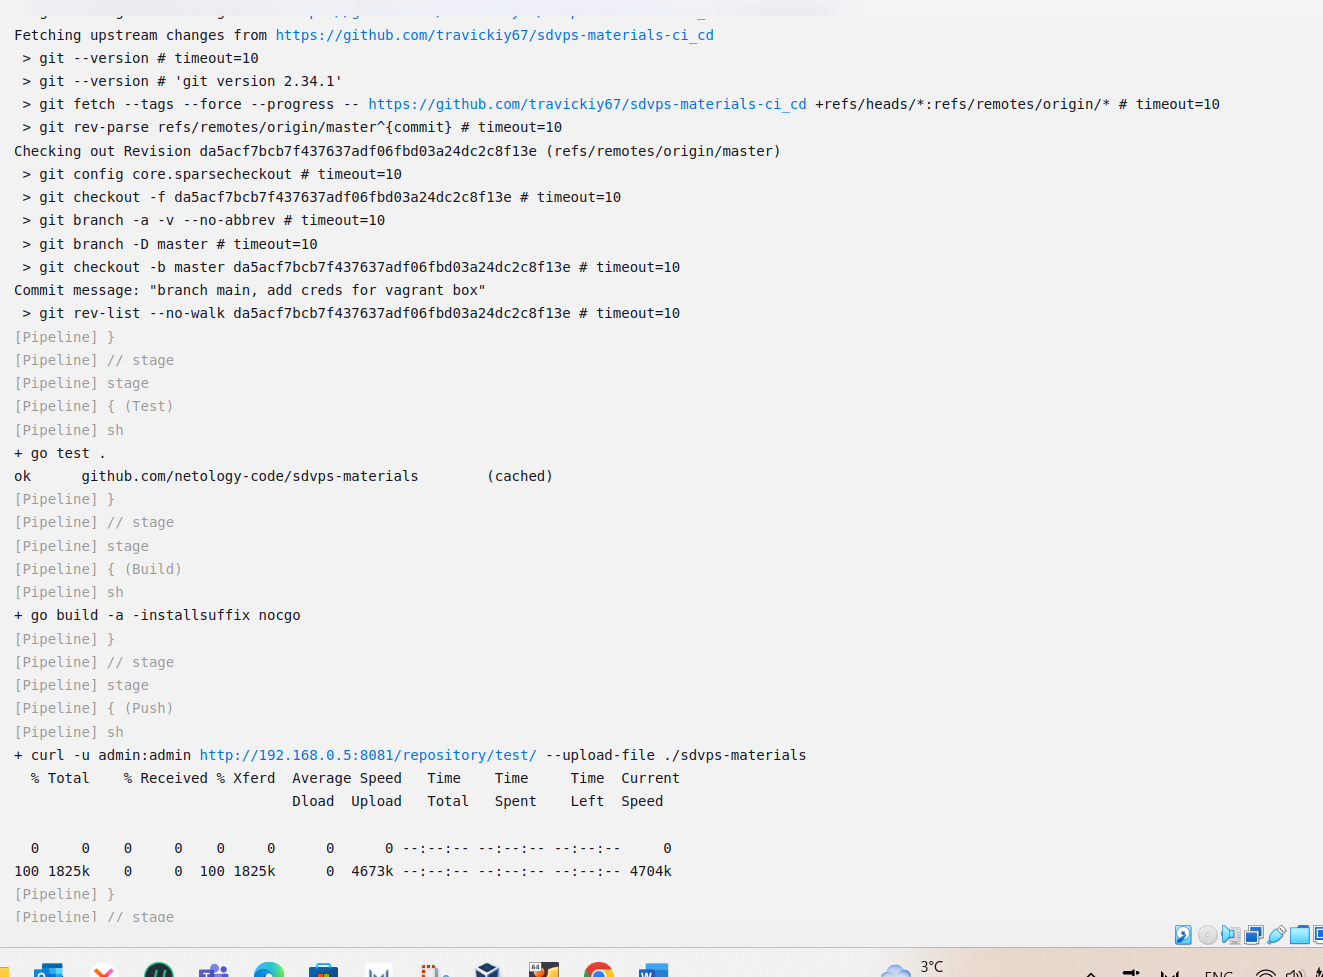 Fetching upstream changes from https://github.com/travickiy67/sdvps-materials-ci_cd
 > git --version # timeout=10
 > git --version # 'git version 2.34.1'
 > git fetch --tags --force --progress -- https://github.com/travickiy67/sdvps-materials-ci_cd +refs/heads/*:refs/remotes/origin/* # timeout=10
 > git rev-parse refs/remotes/origin/master^{commit} # timeout=10
Checking out Revision da5acf7bcb7f437637adf06fbd03a24dc2c8f13e (refs/remotes/origin/master)
 > git config core.sparsecheckout # timeout=10
 > git checkout -f da5acf7bcb7f437637adf06fbd03a24dc2c8f13e # timeout=10
 > git branch -a -v --no-abbrev # timeout=10
 > git branch -D master # timeout=10
 > git checkout -b master da5acf7bcb7f437637adf06fbd03a24dc2c8f13e # timeout=10
Commit message: "branch main, add creds for vagrant box"
 > git rev-list --no-walk da5acf7bcb7f437637adf06fbd03a24dc2c8f13e # timeout=10
[Pipeline] }
[Pipeline] // stage
[Pipeline] stage
[Pipeline] { (Test)
[Pipeline] sh
+ go test .
ok      github.com/netology-code/sdvps-materials        (cached)
[Pipeline] }
[Pipeline] // stage
[Pipeline] stage
[Pipeline] { (Build)
[Pipeline] sh
+ go build -a -installsuffix nocgo
[Pipeline] }
[Pipeline] // stage
[Pipeline] stage
[Pipeline] { (Push)
[Pipeline] sh
+ curl -u admin:admin http://192.168.0.5:8081/repository/test/ --upload-file ./sdvps-materials
  % Total    % Received % Xferd  Average Speed   Time    Time     Time  Current
                                 Dload  Upload   Total   Spent    Left  Speed
  0     0    0     0    0     0      0      0 --:--:-- --:--:-- --:--:--     0
100 1825k    0     0  100 1825k      0  4673k --:--:-- --:--:-- --:--:-- 4704k
[Pipeline] }
[Pipeline] // stage
3°C
ENG